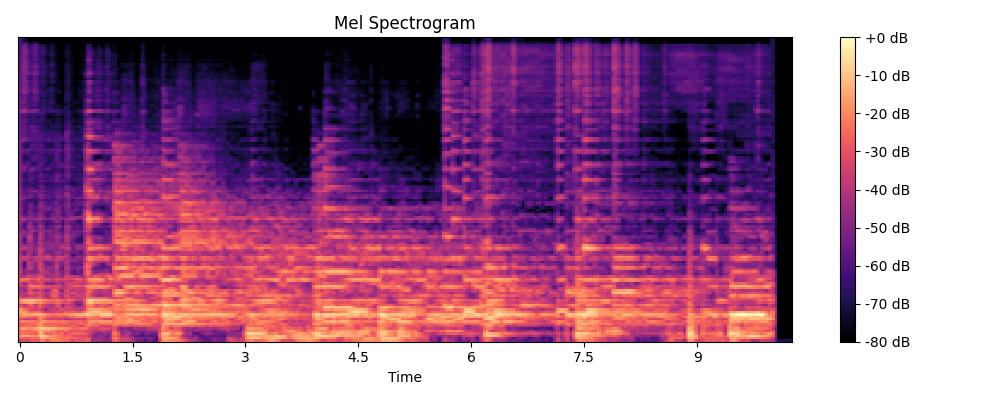 Mel Spectrogram
+0 dB
-10 dB
-20 dB
-30 dB
-40 dB
-50 dB
-60 dB
-70 dB
-80 dB
0 1.5 3 4.5 6 7.5 9
Time